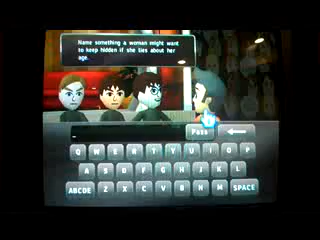 Name something a woman might want
to keep hidden if she lies about her
age.
Pass
Q W E R T Y U I O P
A S D F G H J K L
ABCDE Z X C V B N M SPACE